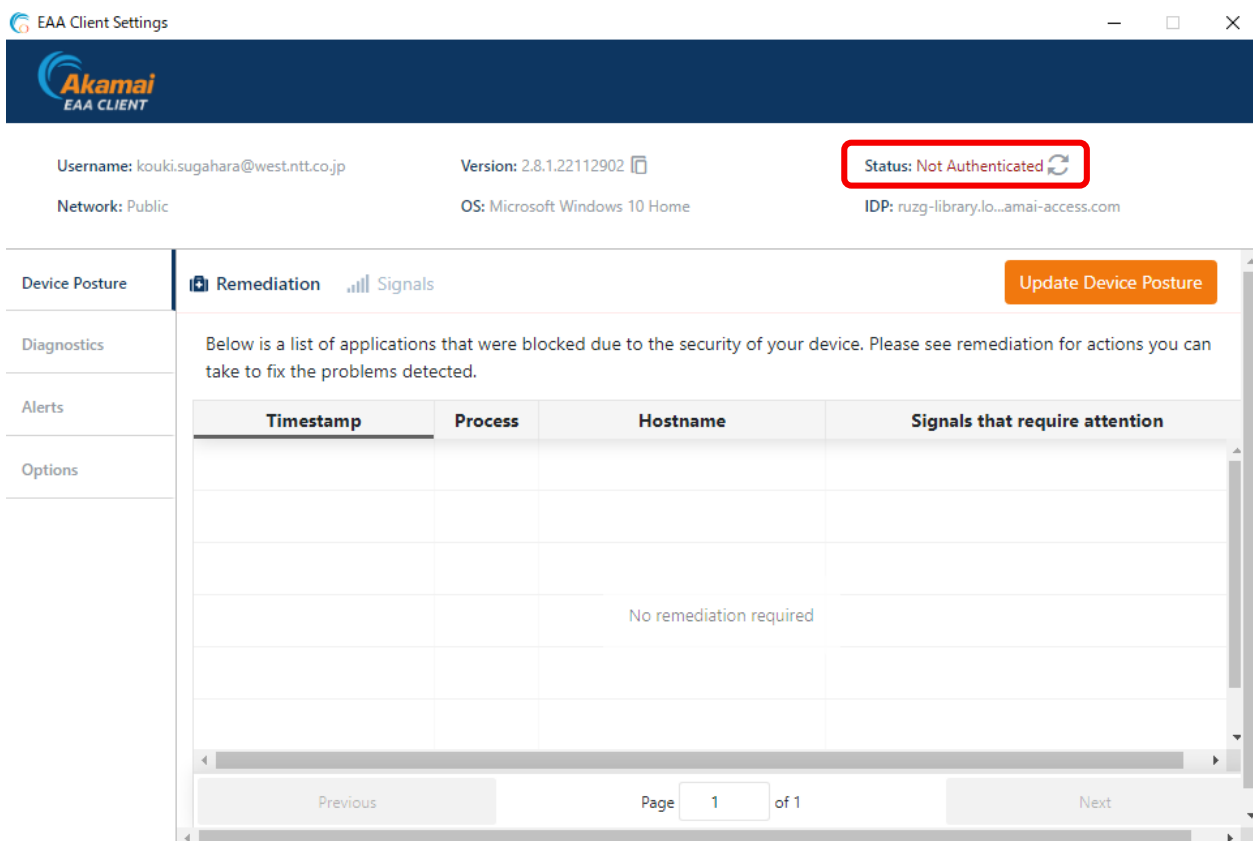 EAA Client Settings
Akamai
EAA CLIENT
Username: kouki.sugahara@west.ntt.co.jp
Version: 2.8.1.22112902
Status: Not Authenticated
Network: Public
OS: Microsoft Windows 10 Home
IDP: ruzg-library.lo...amai-access.com
Device Posture
Remediation
Signals
Update Device Posture
Diagnostics
Below is a list of applications that were blocked due to the security of your device. Please see remediation for actions you can
take to fix the problems detected.
Alerts
Timestamp
Process
Hostname
Signals that require attention
Options
No remediation required
Previous
Page 1 of 1
Next